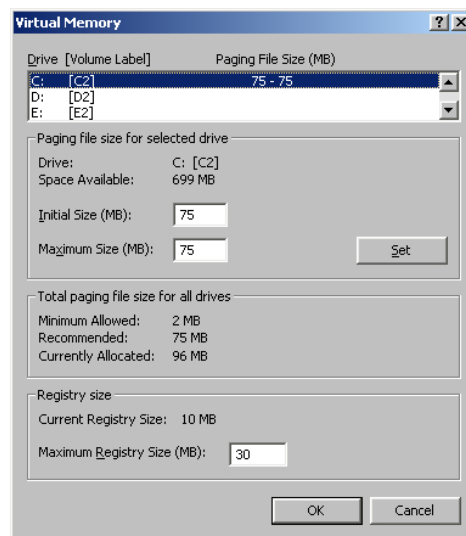 Virtual Memory
Drive [Volume Label] Paging File Size (MB)
C: [C2] 75 - 75
D: [D2]
E: [E2]
Paging file size for selected drive
Drive: C: [C2]
Space Available: 699 MB
Initial Size (MB): 75
Maximum Size (MB): 75 Set
Total paging file size for all drives
Minimum Allowed: 2 MB
Recommended: 75 MB
Currently Allocated: 96 MB
Registry size
Current Registry Size: 10 MB
Maximum Registry Size (MB): 30
OK Cancel